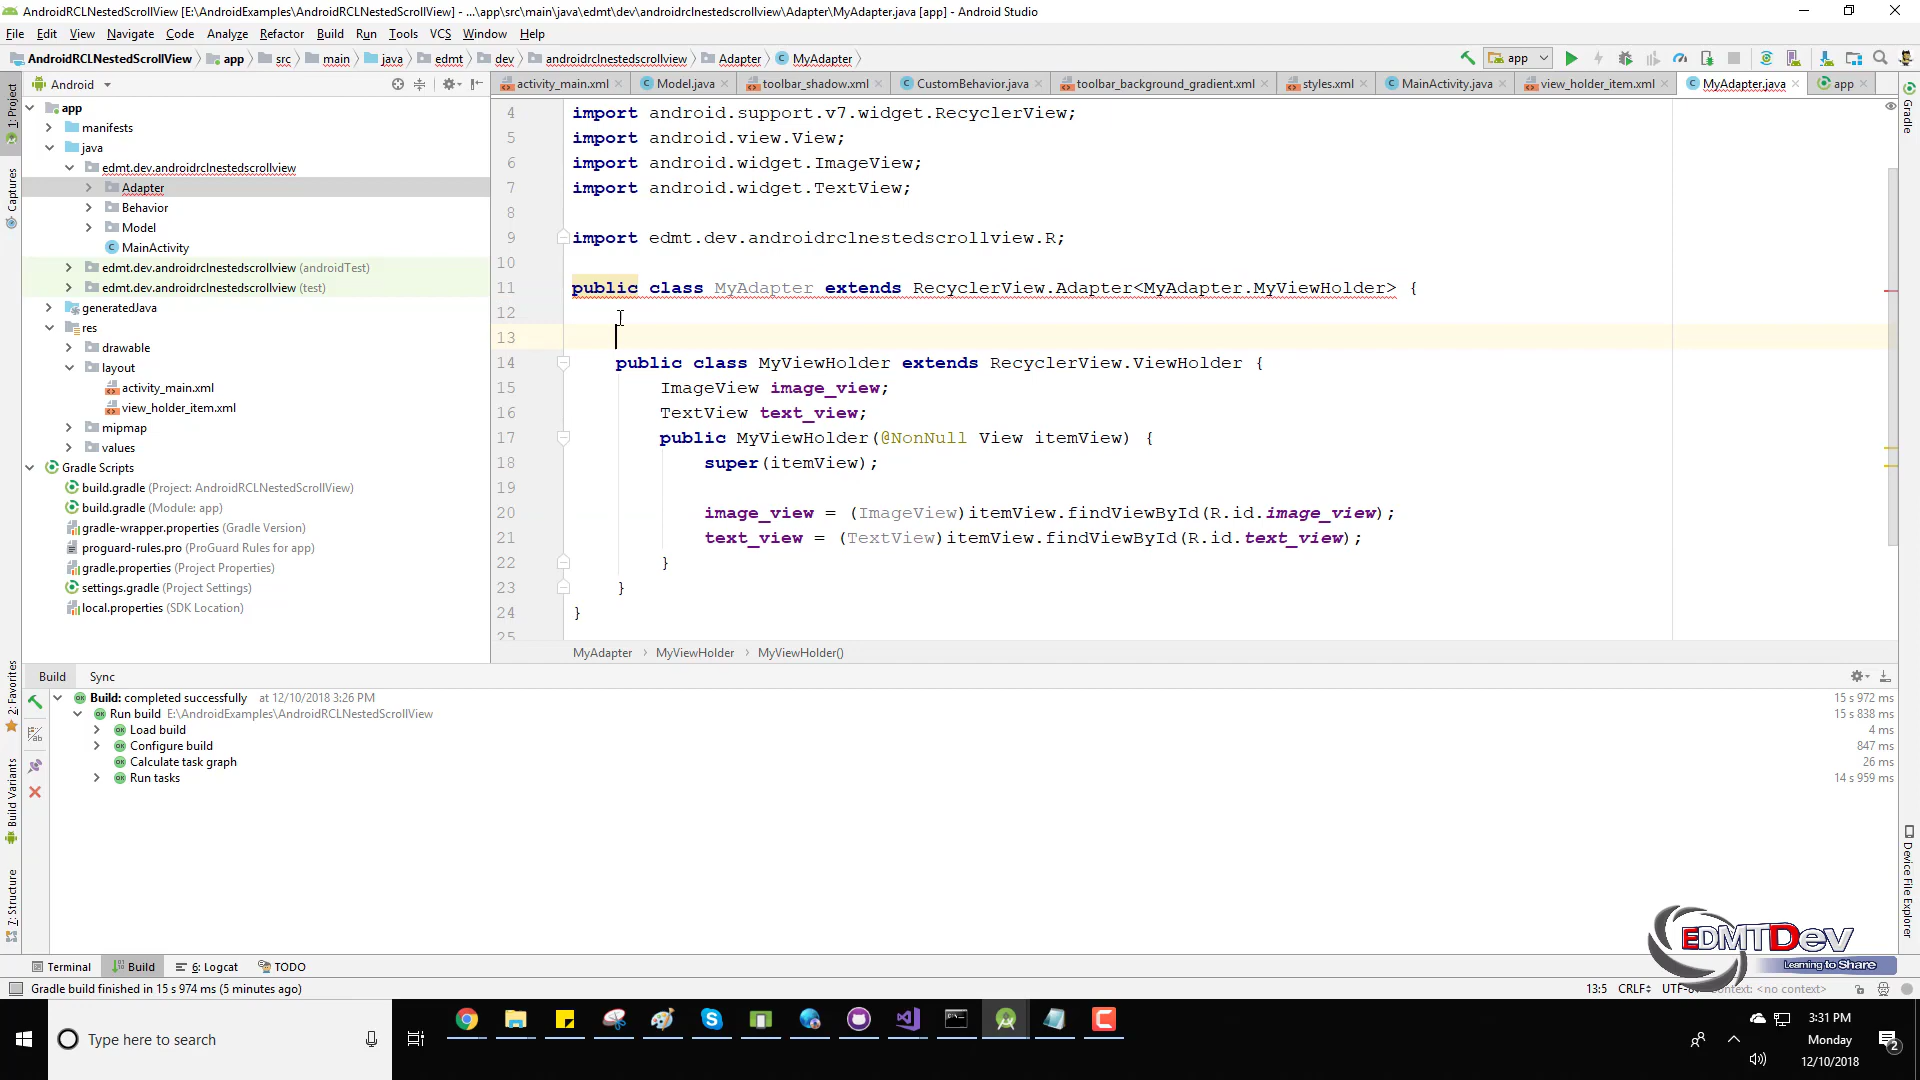 AndroidRCLNestedScrollView [E:\AndroidExamples\AndroidRCLNestedScrollView] - ...\app\src\main\java\edmt\dev\androidrclnestedscrollview\Adapter\MyAdapter.java [app] - Android Studio
File Edit View Navigate Code Analyze Refactor Build Run Tools VCS Window Help
AndroidRCLNestedScrollView app src main java edmt dev androidrclnestedscrollview Adapter MyAdapter app
Android activity_main.xml Model.java toolbar_shadow.xml CustomBehavior.java toolbar_background_gradient.xml styles.xml MainActivity.java view_holder_item.xml MyAdapter.java app
1: Project
Captures
2: Favorites
Build Variants
7: Structure
Gradle
Device File Explorer
app
manifests
java
edmt.dev.androidrclnestedscrollview
Adapter
Behavior
Model
MainActivity
edmt.dev.androidrclnestedscrollview (androidTest)
edmt.dev.androidrclnestedscrollview (test)
generatedJava
res
drawable
layout
activity_main.xml
view_holder_item.xml
mipmap
values
Gradle Scripts
build.gradle (Project: AndroidRCLNestedScrollView)
build.gradle (Module: app)
gradle-wrapper.properties (Gradle Version)
proguard-rules.pro (ProGuard Rules for app)
gradle.properties (Project Properties)
settings.gradle (Project Settings)
local.properties (SDK Location)
4 import android.support.v7.widget.RecyclerView;
5 import android.view.View;
6 import android.widget.ImageView;
7 import android.widget.TextView;
8
9 import edmt.dev.androidrclnestedscrollview.R;
10
11 public class MyAdapter extends RecyclerView.Adapter<MyAdapter.MyViewHolder> {
12
13
14 public class MyViewHolder extends RecyclerView.ViewHolder {
15 ImageView image_view;
16 TextView text_view;
17 public MyViewHolder(@NonNull View itemView) {
18 super(itemView);
19
20 image_view = (ImageView)itemView.findViewById(R.id.image_view);
21 text_view = (TextView)itemView.findViewById(R.id.text_view);
22 }
23 }
24 }
25
MyAdapter MyViewHolder MyViewHolder()
Build Sync
Build: completed successfully at 12/10/2018 3:26 PM 15 s 972 ms
Run build E:\AndroidExamples\AndroidRCLNestedScrollView 15 s 838 ms
Load build 4 ms
Configure build 847 ms
Calculate task graph 26 ms
Run tasks 14 s 959 ms
EDMTDev
Learning to Share
Terminal Build 6: Logcat TODO
Gradle build finished in 15 s 974 ms (5 minutes ago) 13:5 CRLF UTF-8 Context: <no context>
Type here to search
3:31 PM
Monday
12/10/2018
2